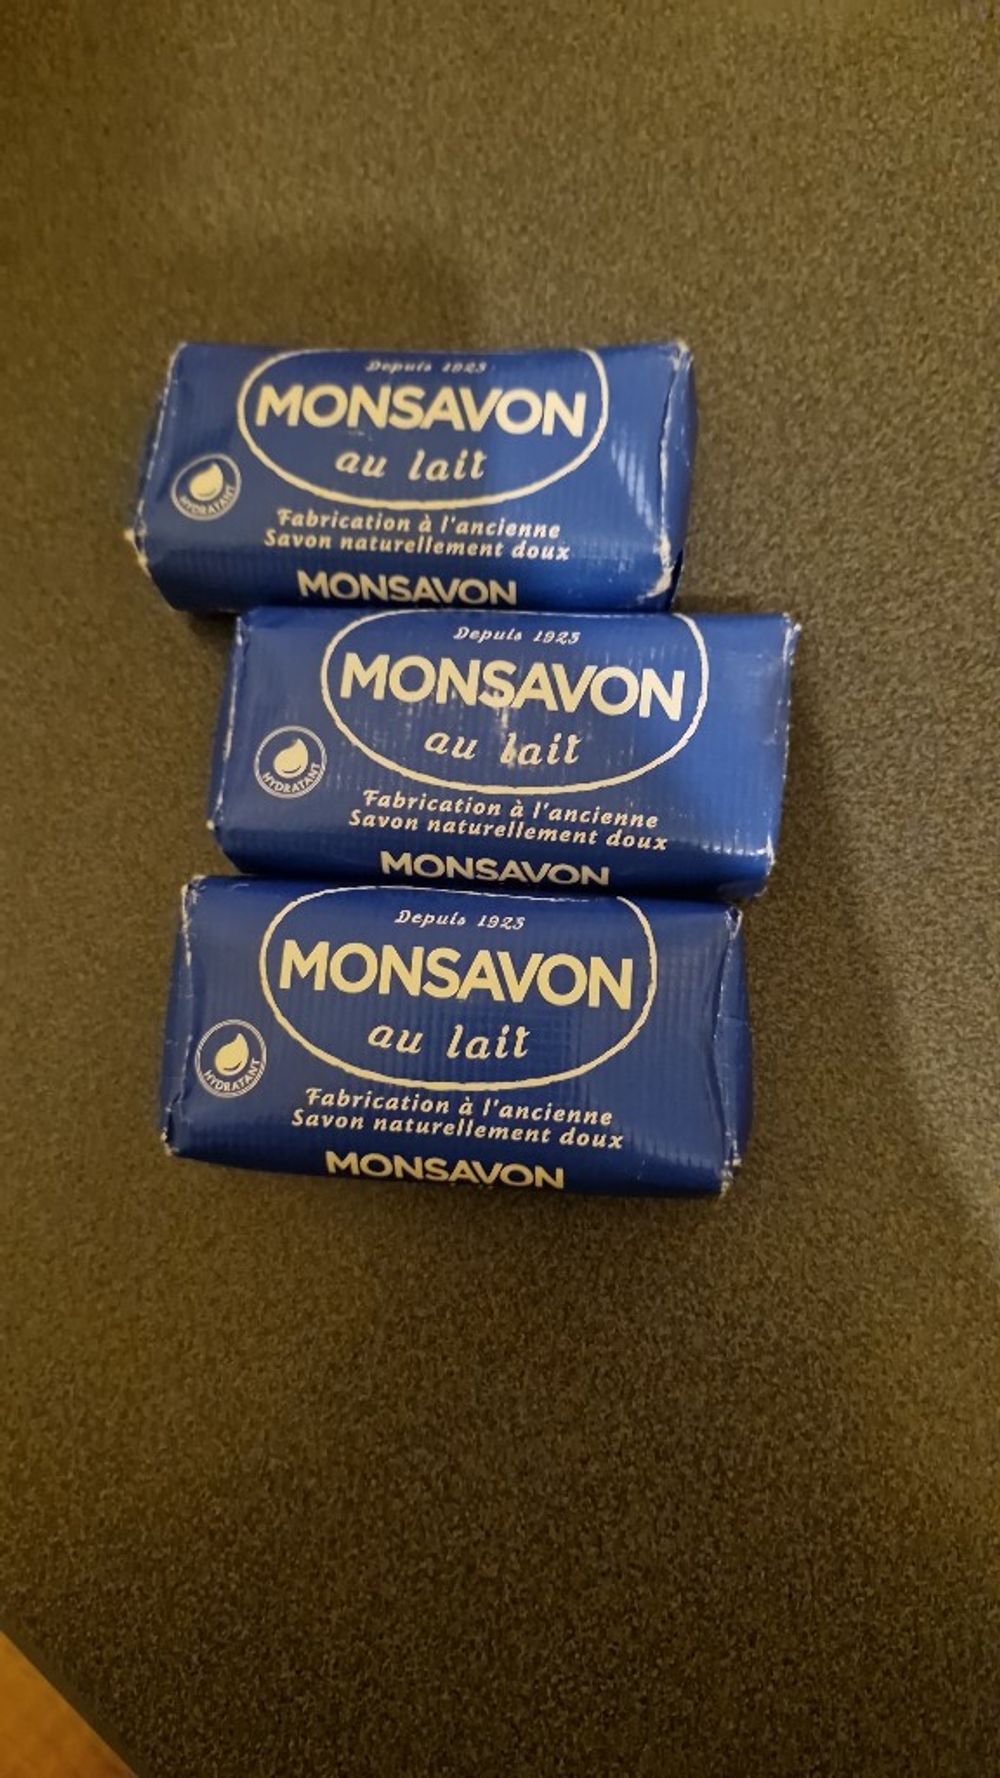 Depuis 1925
MONSAVON
au lait
HYDRATANT
Fabrication à l'ancienne
Savon naturellement doux
MONSAVON
Depuis 1925
MONSAVON
au lait
HYDRATANT
Fabrication à l'ancienne
Savon naturellement doux
MONSAVON
Depuis 1925
MONSAVON
au lait
HYDRATANT
Fabrication à l'ancienne
Savon naturellement doux
MONSAVON